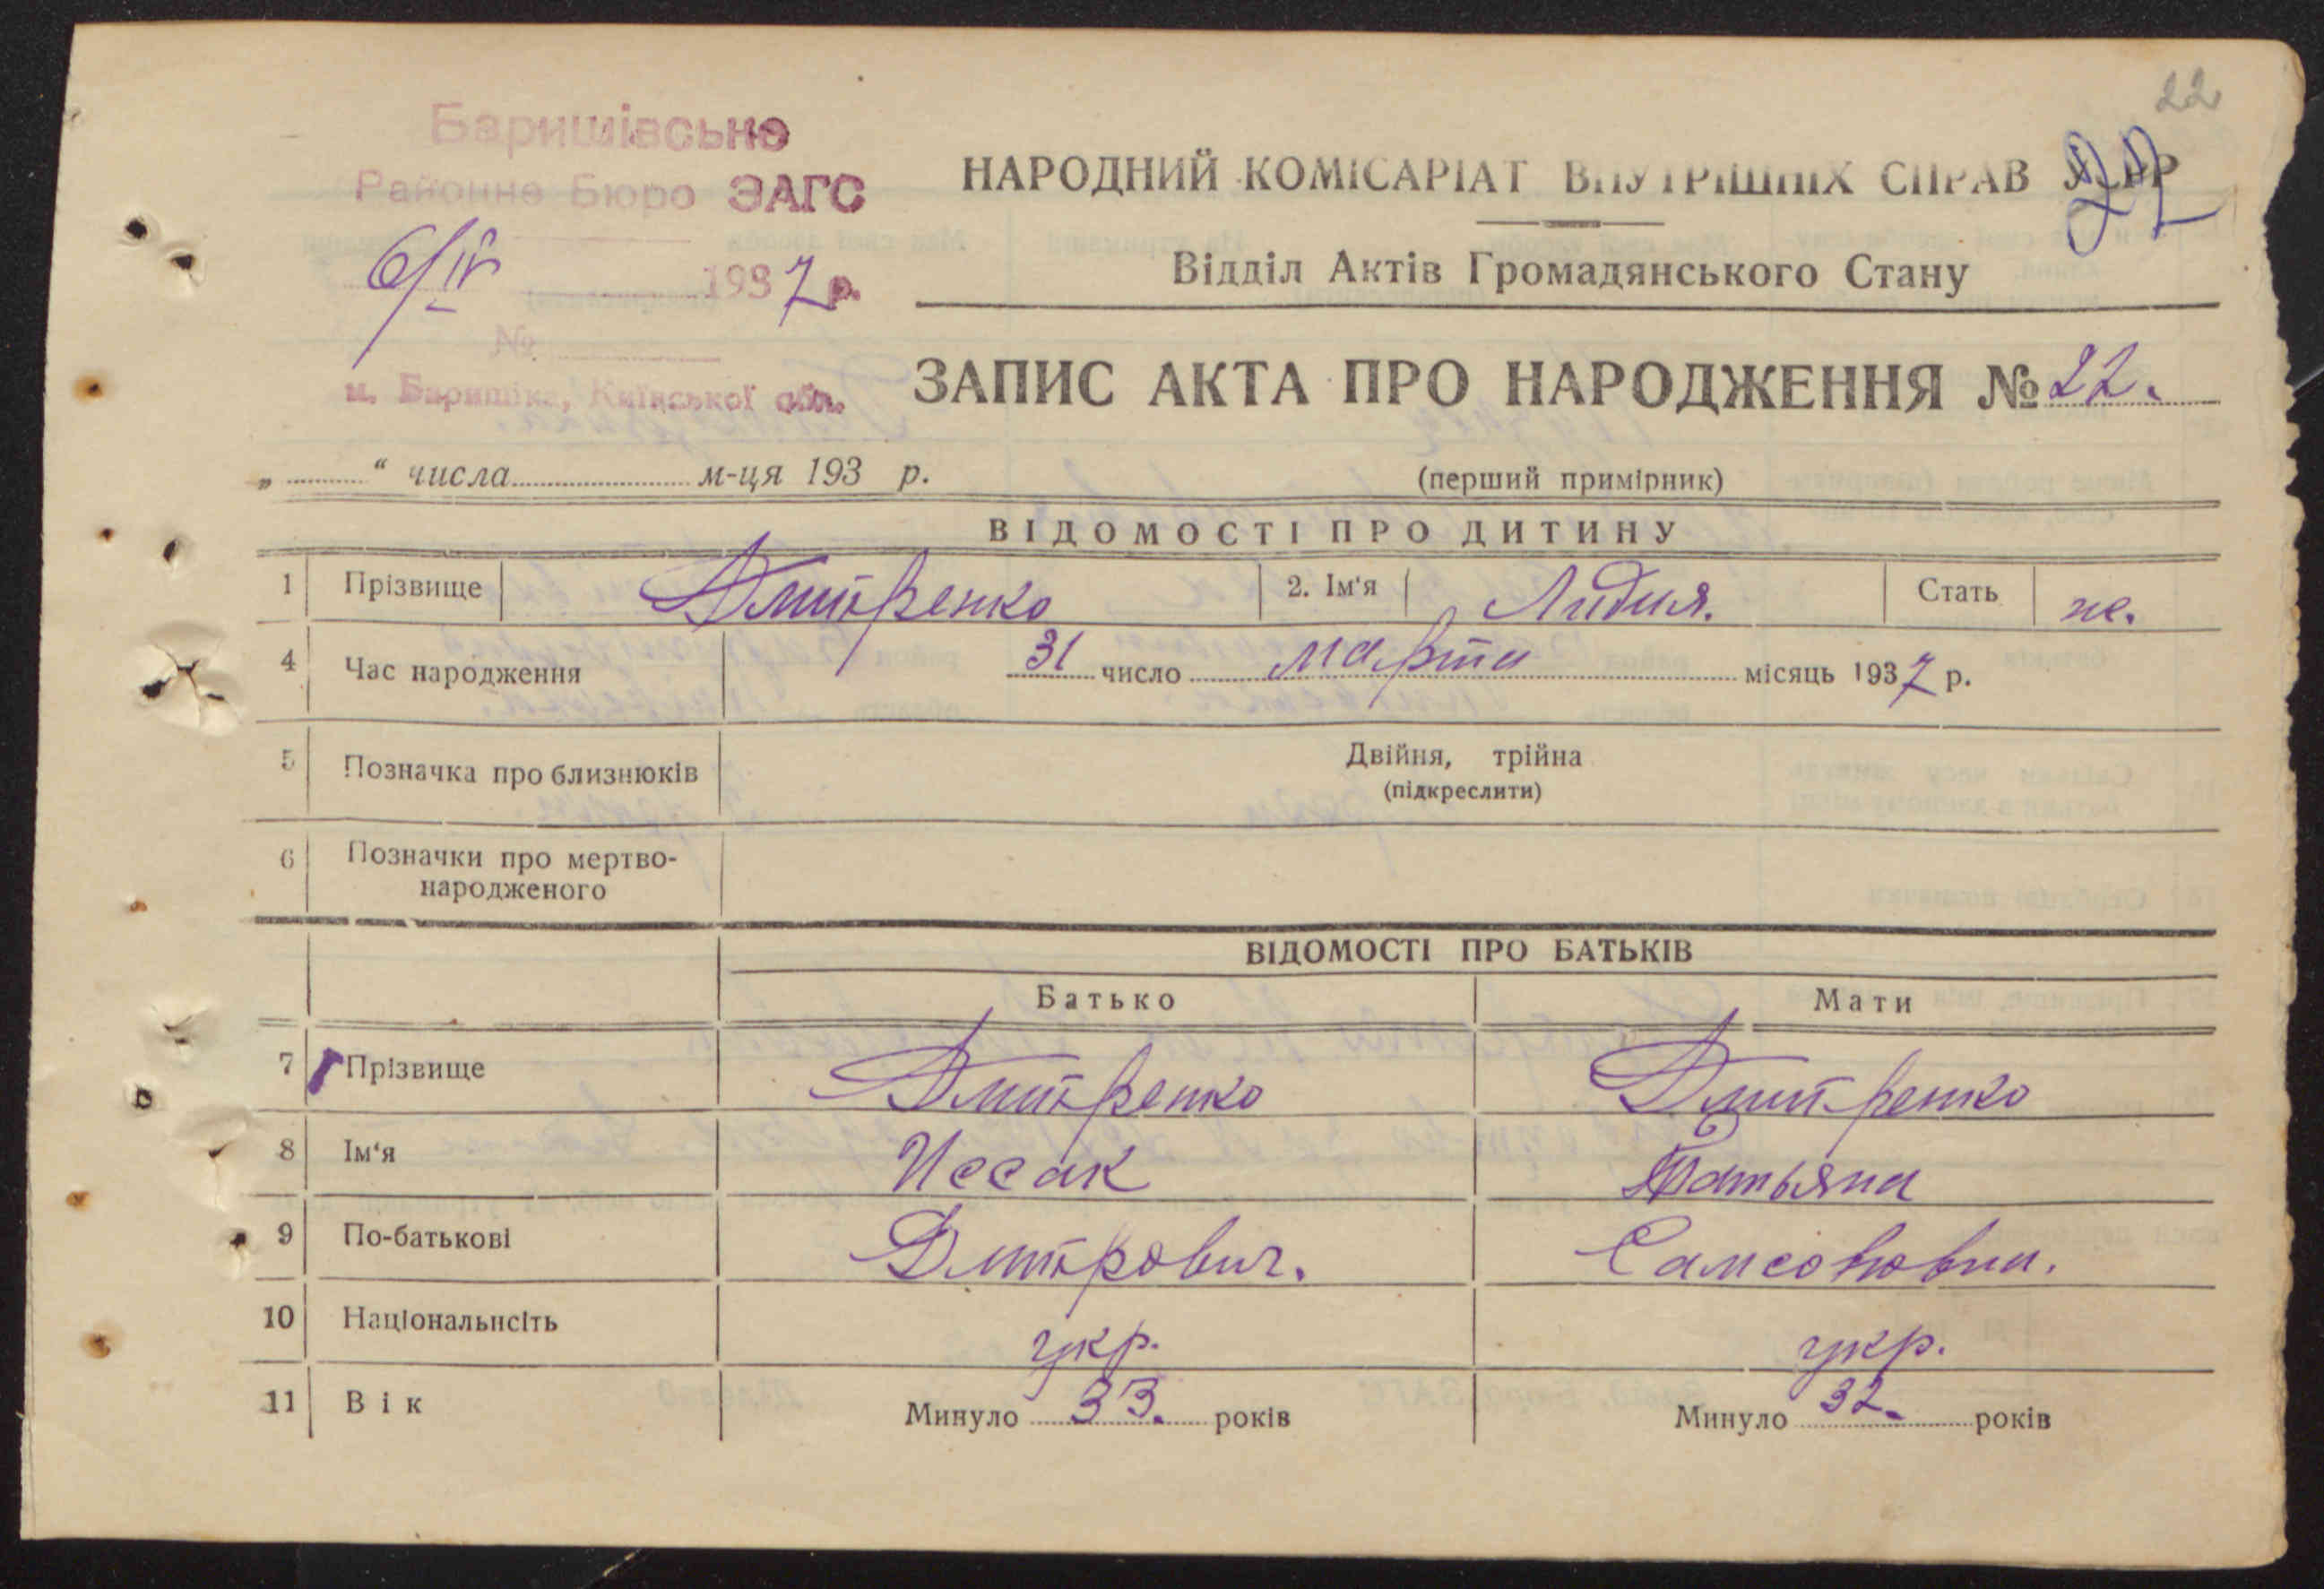 22
Баришівське
Районне Бюро ЗАГС
6/IV 1937 р.
№
м. Баришівка, Київської обл.
НАРОДНИЙ КОМІСАРІАТ ВНУТРІШНІХ СПРАВ
Відділ Актів Громадянського Стану
ЗАПИС АКТА ПРО НАРОДЖЕННЯ № 22.
„ “ числа м-ця 193 р.
(перший примірник)
ВІДОМОСТІ ПРО ДИТИНУ
1 Прізвище Дмитренко 2. Ім'я Лидия. Стать ж.
4 Час народження 31 число марта місяць 1937 р.
5 Позначка про близнюків Двійня, трійна
(підкреслити)
6 Позначки про мертво-
народженого
ВІДОМОСТІ ПРО БАТЬКІВ
Батько Мати
7 Прізвище Дмитренко Дмитренко
8 Ім'я Иссак Татьяна
9 По-батькові Дмитрович. Самсоновна.
10 Національнсіть укр. укр.
11 Вік Минуло 33. років Минуло 32. років